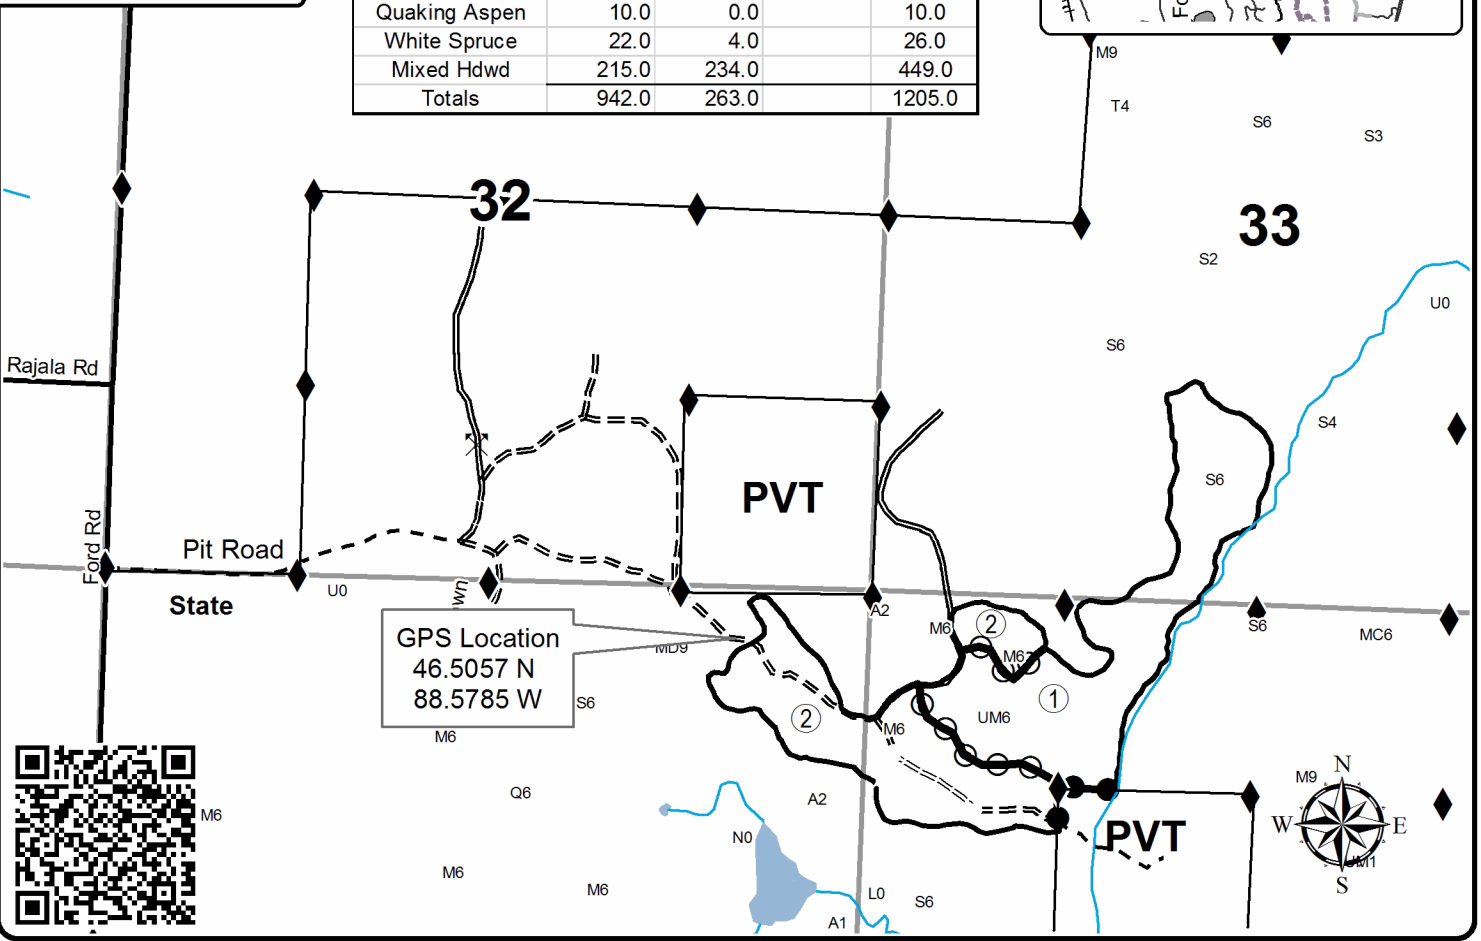 Quaking Aspen 10.0 0.0 10.0
White Spruce 22.0 4.0 26.0
Mixed Hdwd 215.0 234.0 449.0
Totals 942.0 263.0 1205.0
M9
T4
S6
S3
32
33
S2
U0
S6
Rajala Rd
S4
S6
PVT
Ford Rd
Pit Road
U0
State
wn
A2
M6
2
S6
MC6
GPS Location
46.5057 N
88.5785 W
MD9
M6
S6
1
2
UM6
M6
M6
Q6
A2
M6
N
M9
W E
S
PVT
N0
UM1
M6
M6
L0
S6
A1